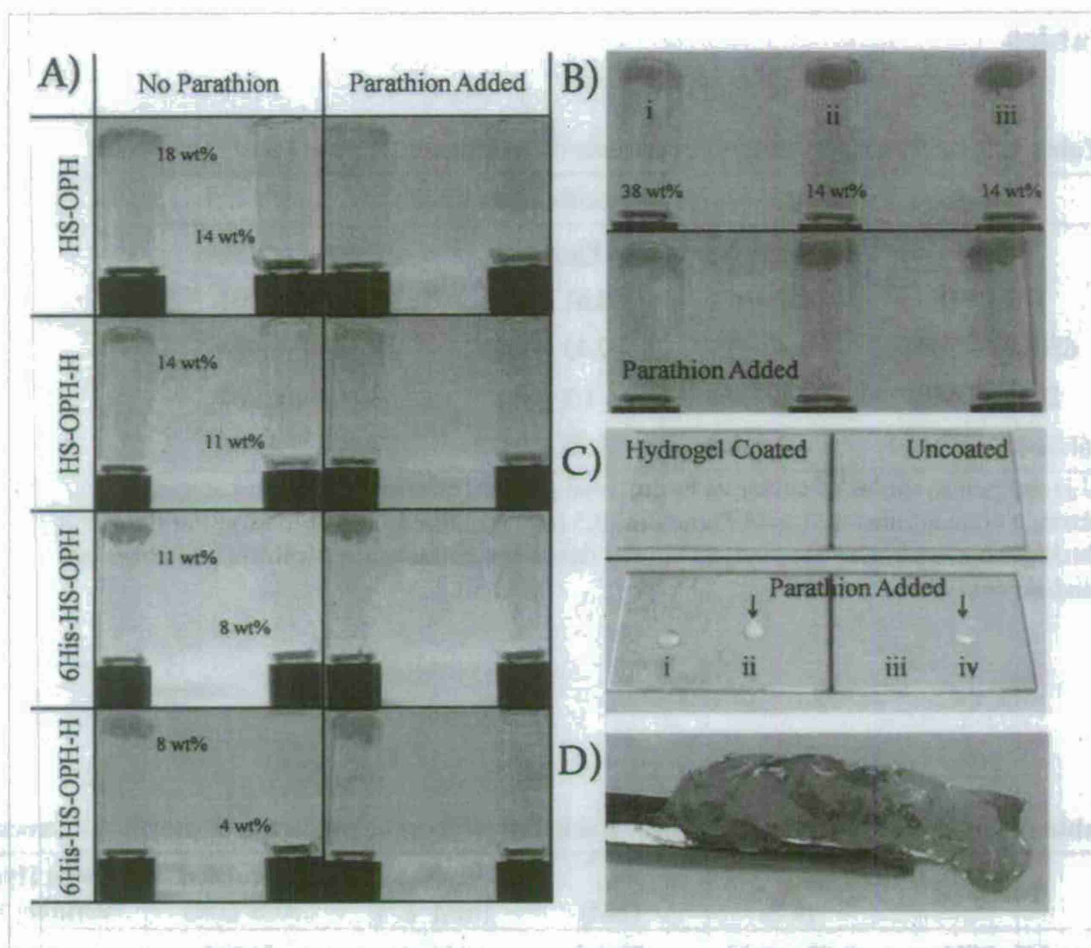 A)
No Parathion
Parathion Added
HS-OPH
18 wt%
14 wt%
HS-OPH-H
14 wt%
11 wt%
6His-HS-OPH
11 wt%
8 wt%
6His-HS-OPH-H
8 wt%
4 wt%
B)
i
ii
iii
38 wt%
14 wt%
14 wt%
Parathion Added
C)
Hydrogel Coated
Uncoated
Parathion Added
i
ii
iii
iv
D)